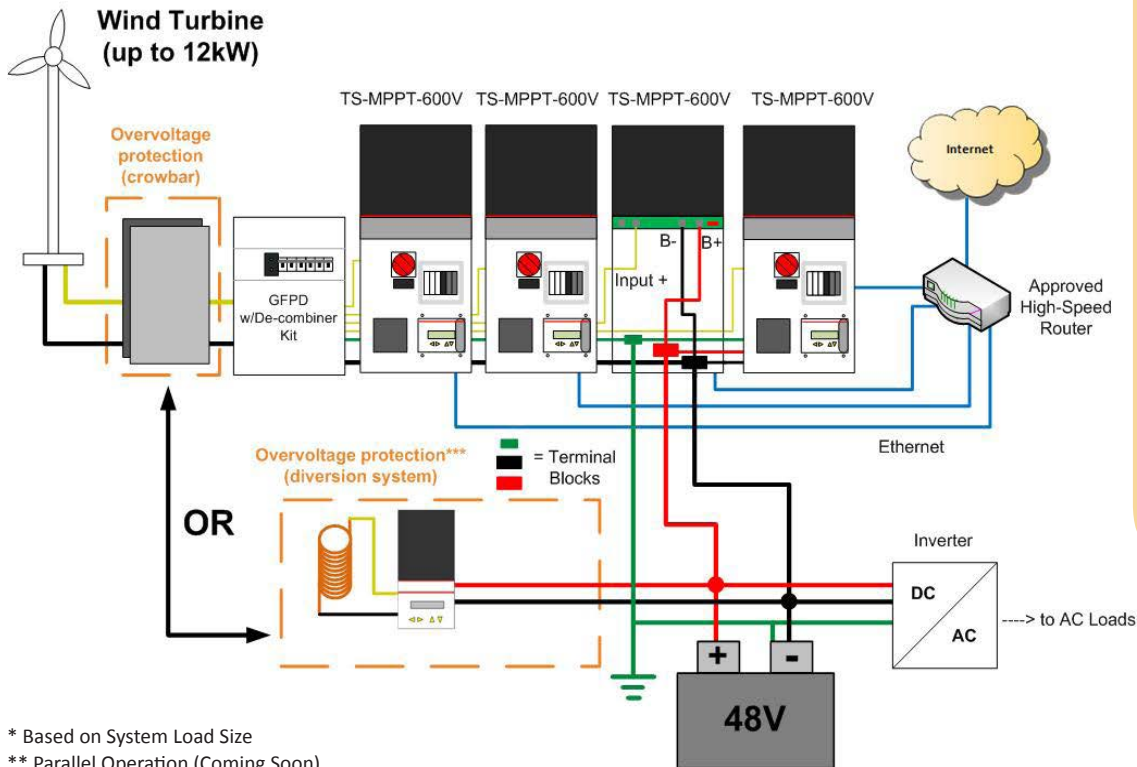 Wind Turbine
(up to 12kW)
TS-MPPT-600V
TS-MPPT-600V
TS-MPPT-600V
TS-MPPT-600V
Overvoltage
protection
(crowbar)
Internet
B-
B+
Input +
GFPD
w/De-combiner
Kit
Approved
High-Speed
Router
Ethernet
Overvoltage protection***
(diversion system)
= Terminal
Blocks
OR
Inverter
DC
AC
----> to AC Loads
+
-
48V
* Based on System Load Size
** Parallel Operation (Coming Soon)